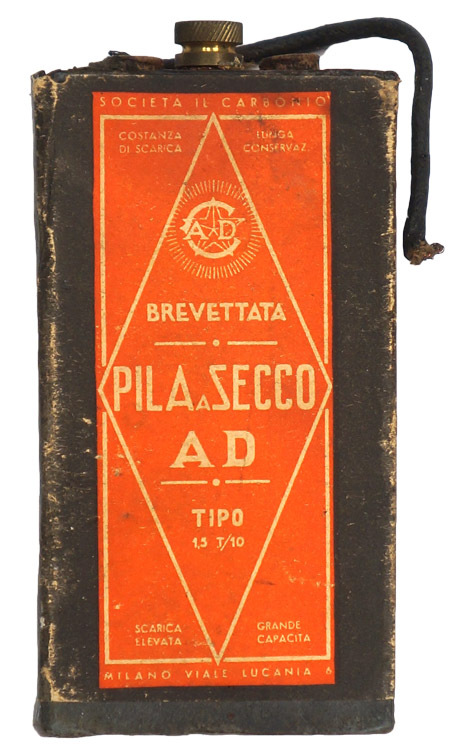 SOCIETA IL CARBONIO
COSTANZA
DI SCARICA
LUNGA
CONSERVAZ.
A D
BREVETTATA
PILA A SECCO
AD
TIPO
1,5 T/10
SCARICA
ELEVATA
GRANDE
CAPACITA
MILANO VIALE LUCANIA 6